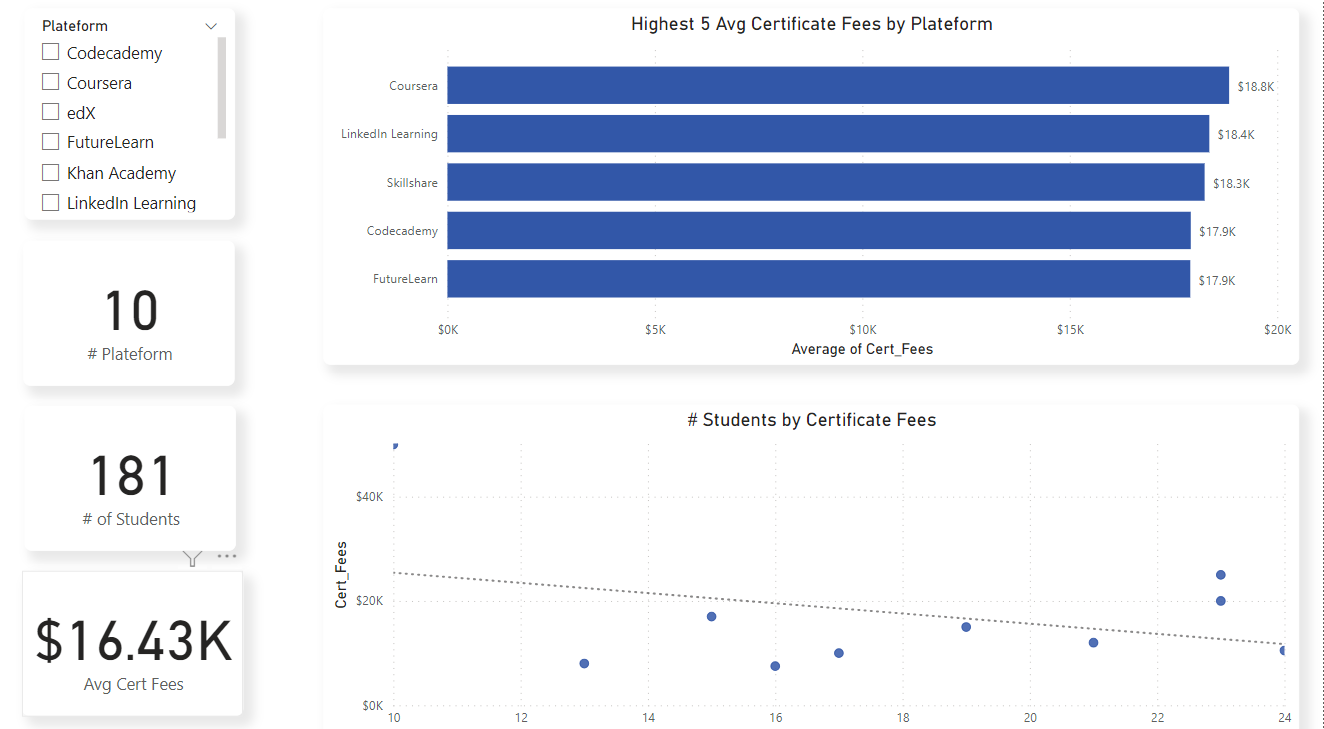 Plateform
Codecademy
Coursera
edX
FutureLearn
Khan Academy
LinkedIn Learning
10
# Plateform
181
# of Students
$16.43K
Avg Cert Fees
Highest 5 Avg Certificate Fees by Plateform
Coursera
$18.8K
LinkedIn Learning
$18.4K
Skillshare
$18.3K
Codecademy
$17.9K
FutureLearn
$17.9K
$0K $5K $10K $15K $20K
Average of Cert_Fees
# Students by Certificate Fees
$40K
Cert_Fees
$20K
$0K
10 12 14 16 18 20 22 24